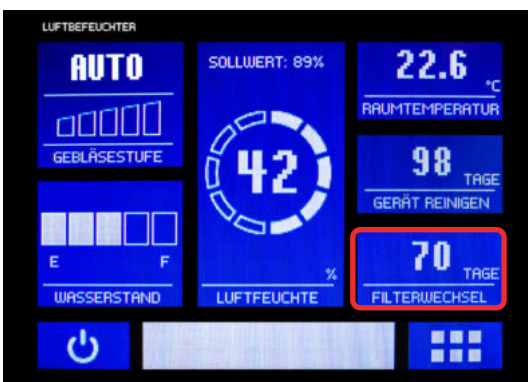 LUFTBEFEUCHTER
AUTO
GEBLÄSESTUFE
E F
WASSERSTAND
SOLLWERT: 89%
42
%
LUFTFEUCHTE
22.6 °C
RAUMTEMPERATUR
98 TAGE
GERÄT REINIGEN
70 TAGE
FILTERWECHSEL